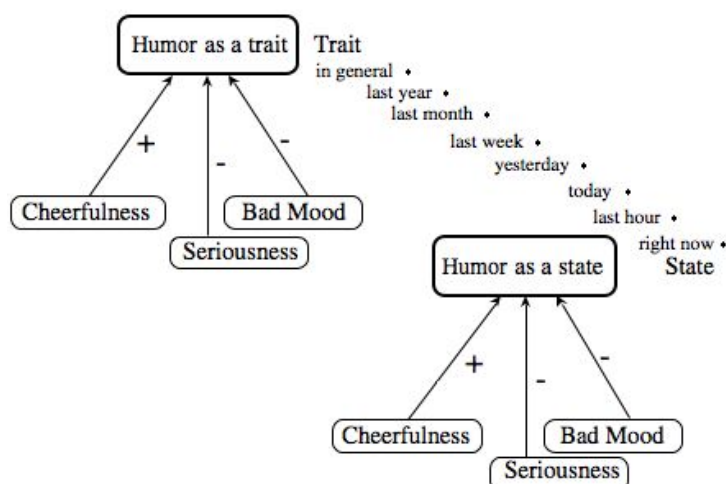 Humor as a trait
Trait
in general
last year
last month
last week
yesterday
today
last hour
right now
State
+
-
-
Cheerfulness
Bad Mood
Seriousness
Humor as a state
+
-
-
Cheerfulness
Bad Mood
Seriousness